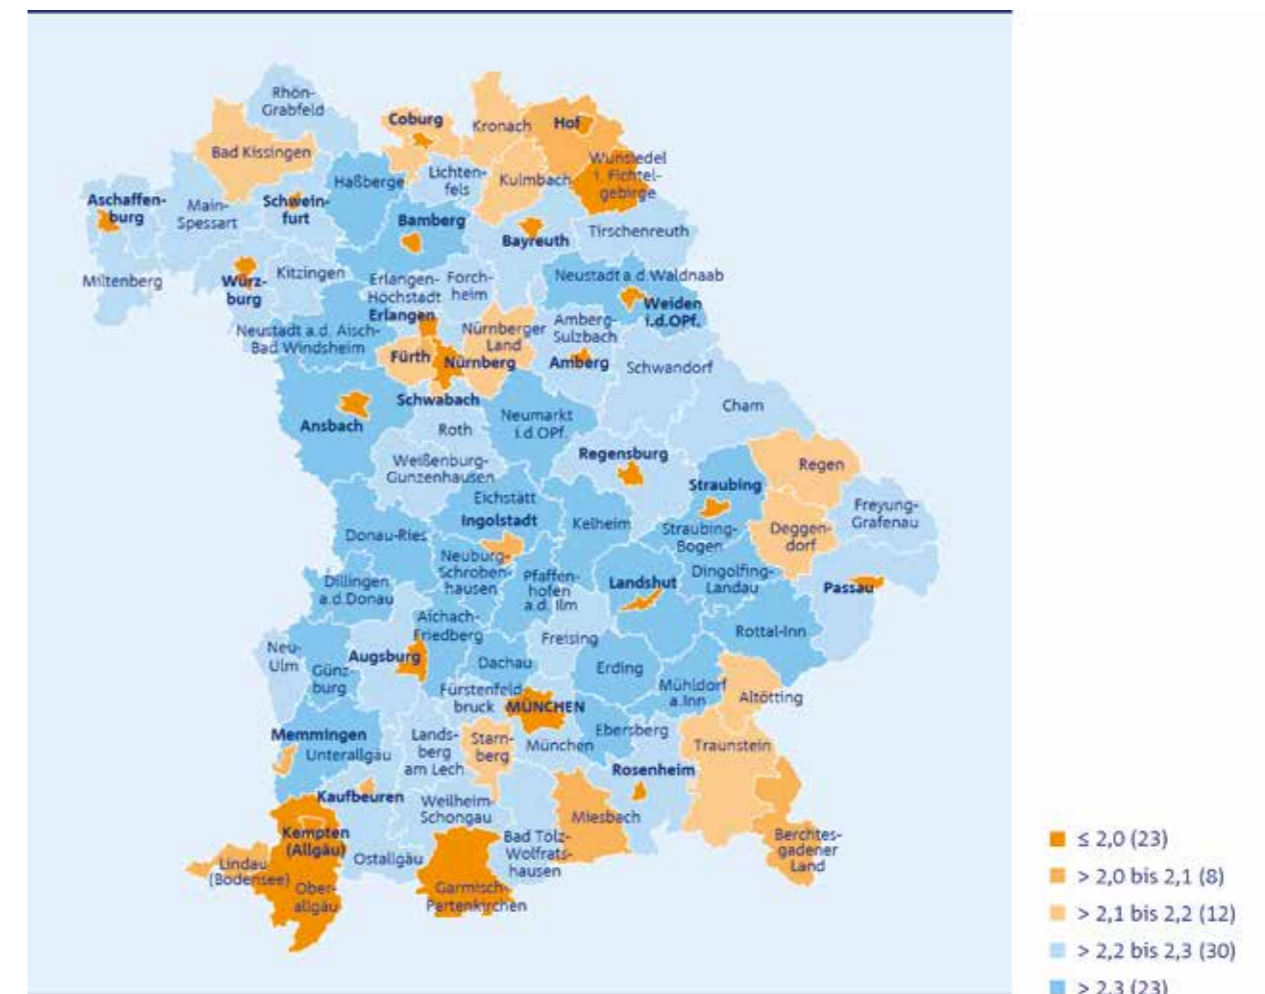 Rhön-
Grabfeld
Coburg
Kronach
Hof
Bad Kissingen
Wunsiedel
i. Fichtel-
gebirge
Haßberge
Lichten-
fels
Kulmbach
Aschaffen-
burg
Main-
Spessart
Schwein-
furt
Bamberg
Bayreuth
Tirschenreuth
Miltenberg
Würz-
burg
Kitzingen
Erlangen-
Höchstadt
Forch-
heim
Neustadt a.d.Waldnaab
Weiden
i.d.OPf.
Erlangen
Neustadt a.d. Aisch-
Bad Windsheim
Fürth
Nürnberger
Land
Nürnberg
Amberg-
Sulzbach
Amberg
Schwandorf
Ansbach
Schwabach
Roth
Neumarkt
i.d.OPf.
Cham
Weißenburg-
Gunzenhausen
Regensburg
Straubing
Regen
Eichstätt
Ingolstadt
Kelheim
Straubing-
Bogen
Deggen-
dorf
Freyung-
Grafenau
Donau-Ries
Neuburg-
Schroben-
hausen
Pfaffen-
hofen
a.d. Ilm
Landshut
Dingolfing-
Landau
Passau
Dillingen
a.d.Donau
Aichach-
Friedberg
Freising
Rottal-Inn
Neu-
Ulm
Günz-
burg
Augsburg
Dachau
Erding
Mühldorf
a.Inn
Altötting
Fürstenfeld-
bruck
MÜNCHEN
Memmingen
Unterallgäu
Lands-
berg
am Lech
Starn-
berg
München
Ebersberg
Traunstein
Rosenheim
Kaufbeuren
Weilheim-
Schongau
Miesbach
Kempten
(Allgäu)
Ostallgäu
Bad Tölz-
Wolfrats-
hausen
Berchtes-
gadener
Land
Lindau
(Bodensee)
Ober-
allgäu
Garmisch-
Partenkirchen
≤ 2,0 (23)
> 2,0 bis 2,1 (8)
> 2,1 bis 2,2 (12)
> 2,2 bis 2,3 (30)
> 2,3 (23)